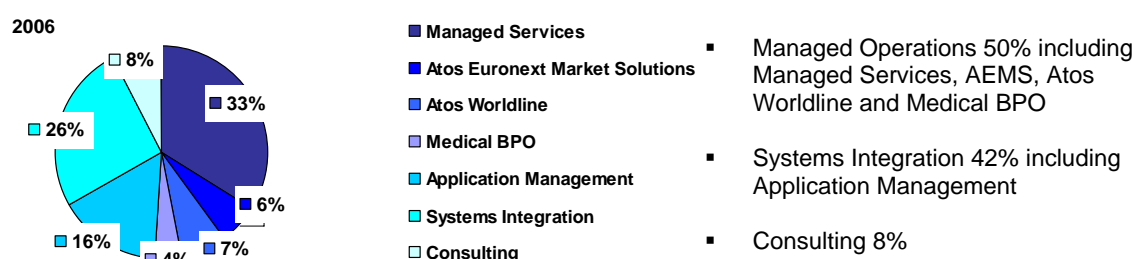 2006
8%
33%
26%
6%
16%
7%
4%
Managed Services
Atos Euronext Market Solutions
Atos Worldline
Medical BPO
Application Management
Systems Integration
Consulting
▪ Managed Operations 50% including
Managed Services, AEMS, Atos
Worldline and Medical BPO
▪ Systems Integration 42% including
Application Management
▪ Consulting 8%